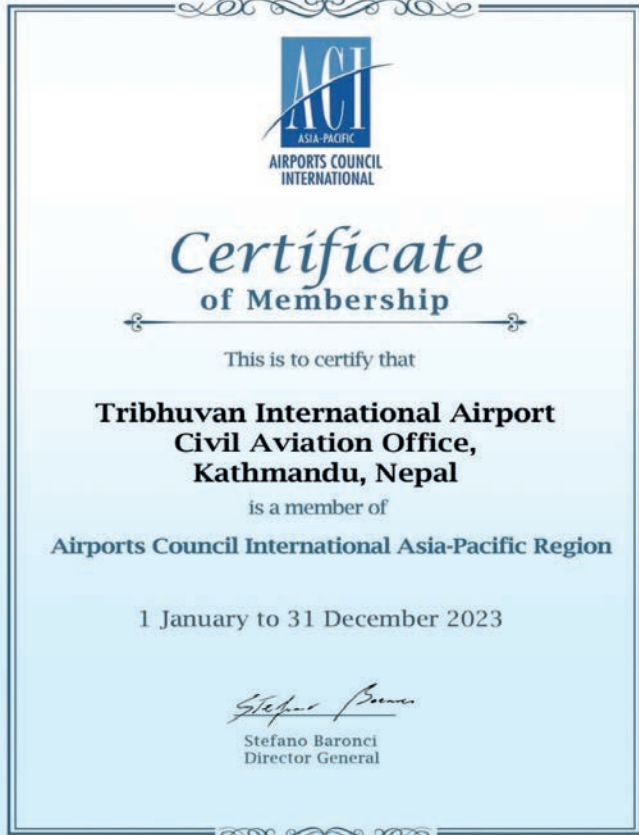 ACI
ASIA-PACIFIC
AIRPORTS COUNCIL
INTERNATIONAL
Certificate
of Membership
This is to certify that
Tribhuvan International Airport
Civil Aviation Office,
Kathmandu, Nepal
is a member of
Airports Council International Asia-Pacific Region
1 January to 31 December 2023
Stefano Baronci
Director General